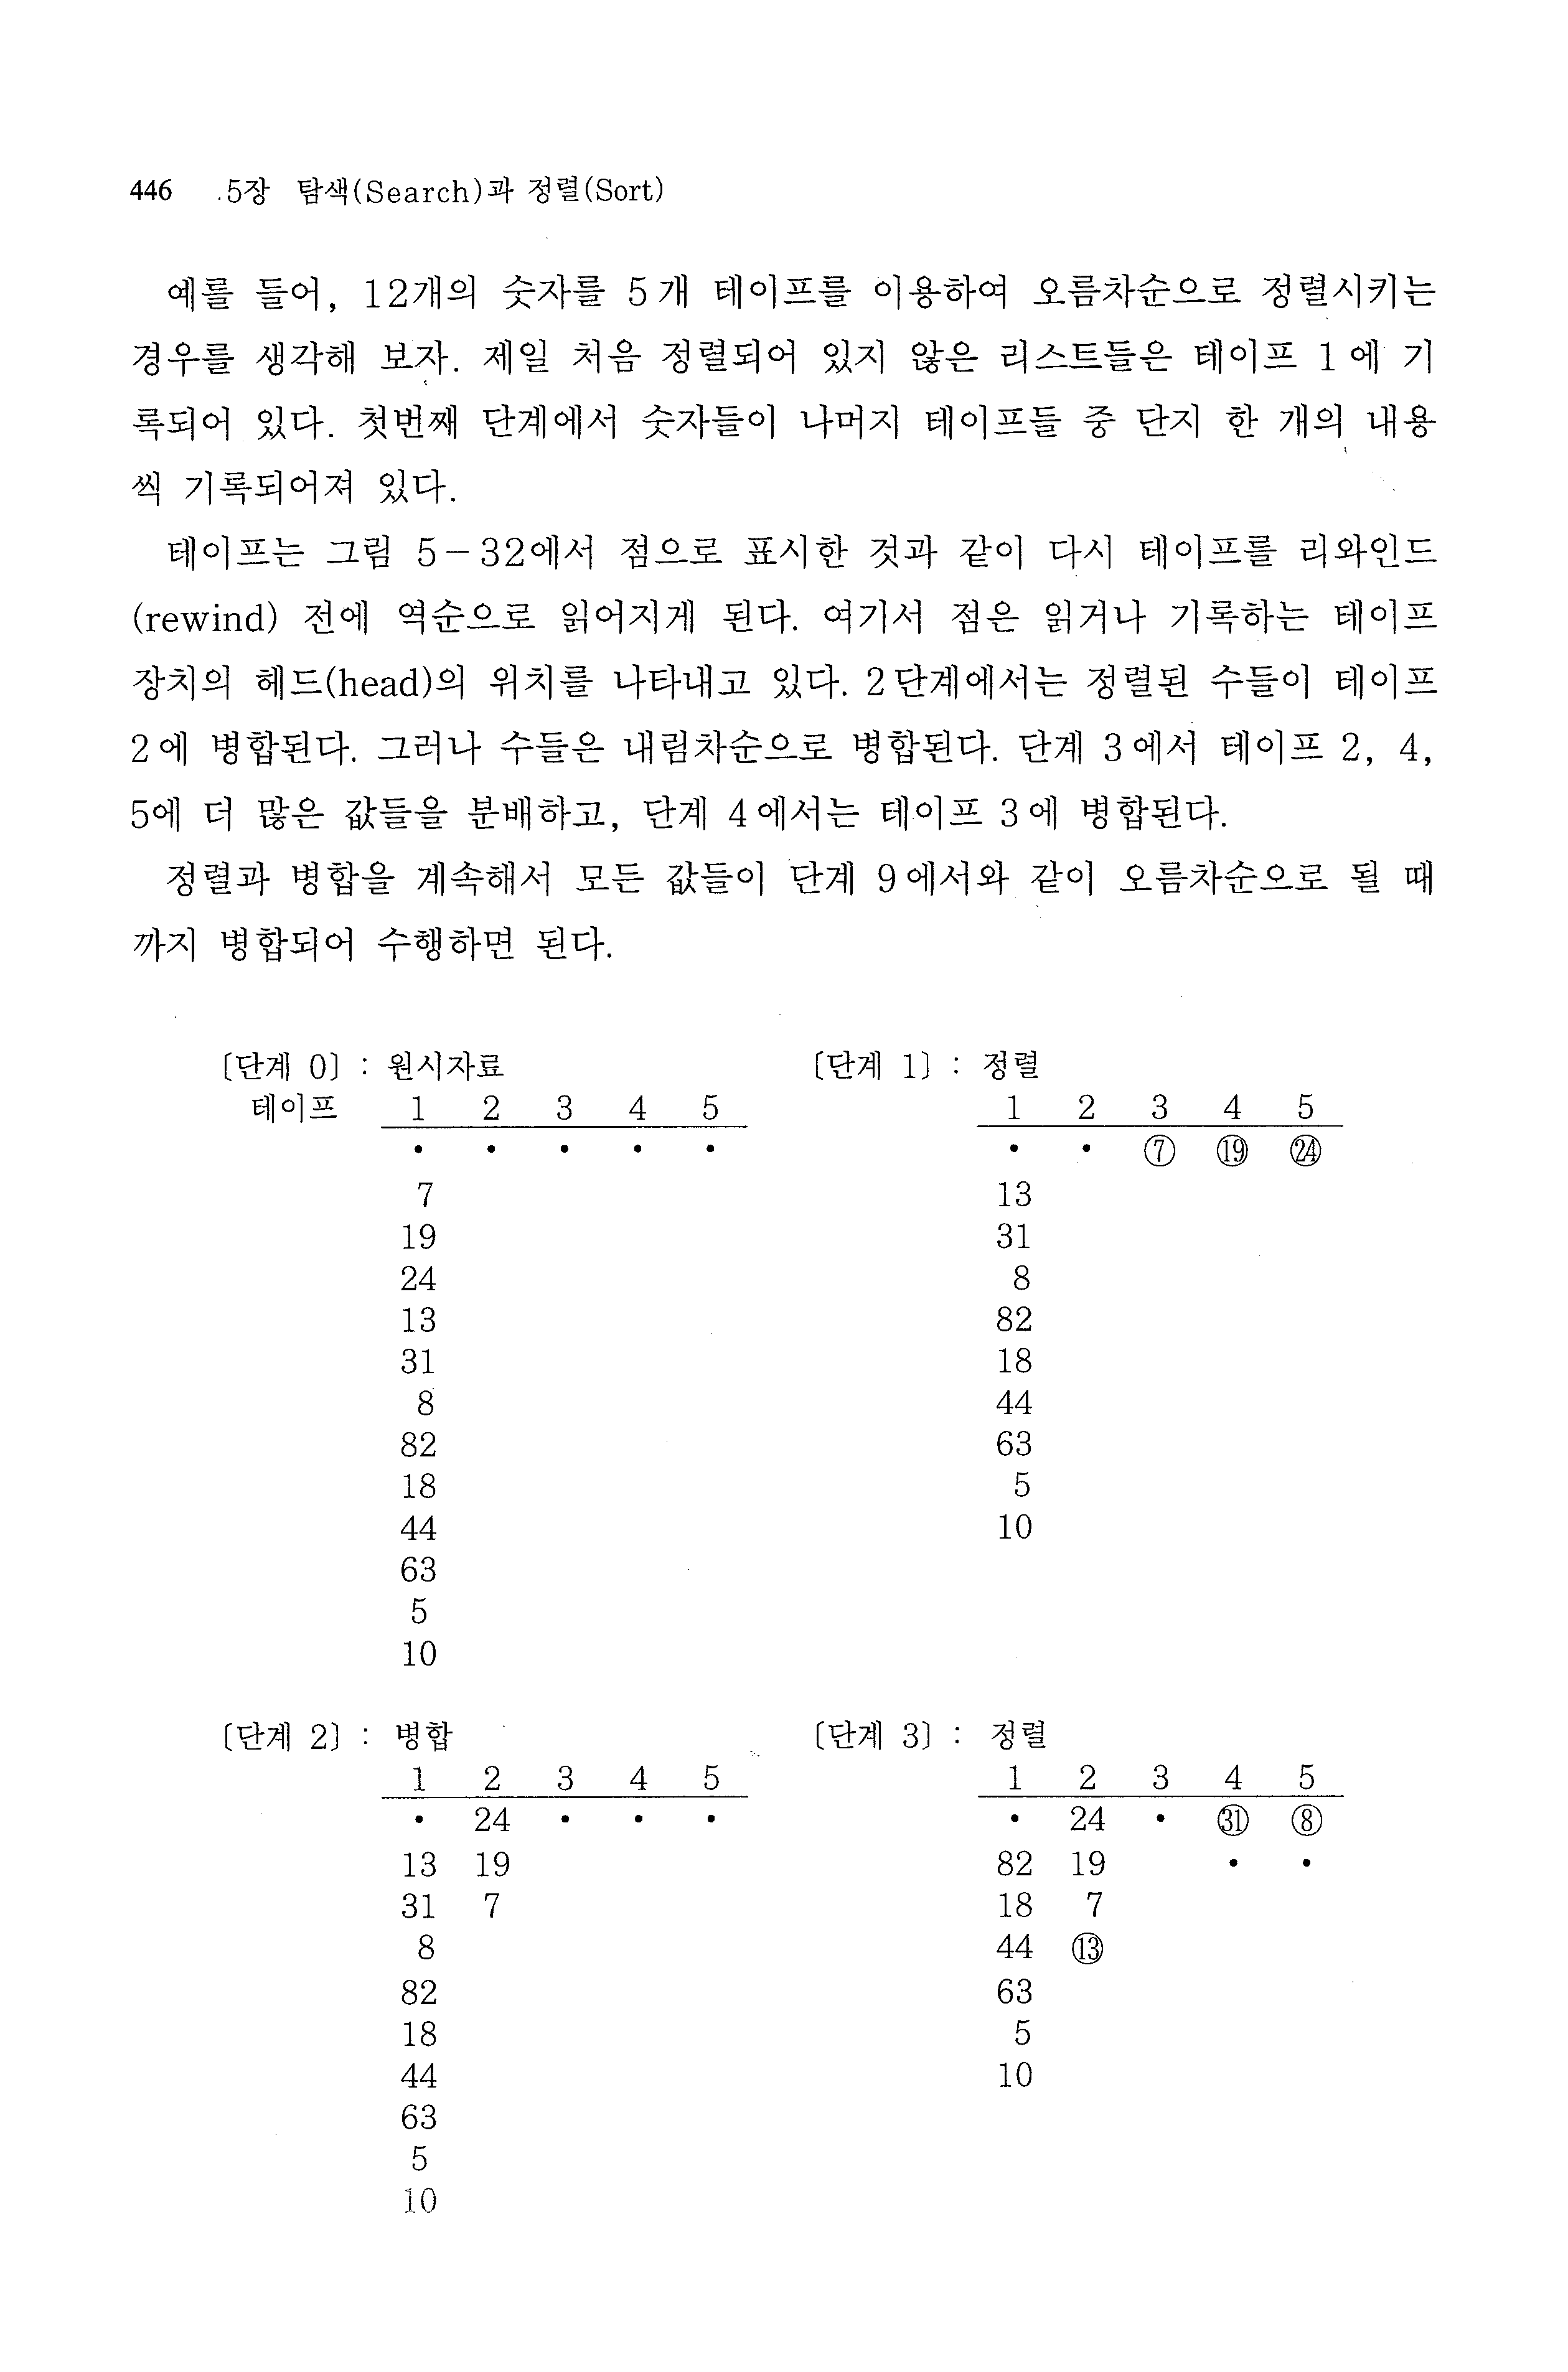 446 .5장 탐색(Search)과 정렬(Sort)
예를 들어, 12개의 숫자를 5개 테이프를 이용하여 오름차순으로 정렬시키는
경우를 생각해 보자. 제일 처음 정렬되어 있지 않은 리스트들은 테이프 1에 기
록되어 있다. 첫번째 단계에서 숫자들이 나머지 테이프들 중 단지 한 개의 내용
씩 기록되어져 있다.
테이프는 그림 5-32에서 점으로 표시한 것과 같이 다시 테이프를 리와인드
(rewind) 전에 역순으로 읽어지게 된다. 여기서 점은 읽거나 기록하는 테이프
장치의 헤드(head)의 위치를 나타내고 있다. 2단계에서는 정렬된 수들이 테이프
2에 병합된다. 그러나 수들은 내림차순으로 병합된다. 단계 3에서 테이프 2, 4,
5에 더 많은 값들을 분배하고, 단계 4에서는 테이프 3에 병합된다.
정렬과 병합을 계속해서 모든 값들이 단계 9에서와 같이 오름차순으로 될 때
까지 병합되어 수행하면 된다.
〔단계 0〕 : 원시자료
테이프 1 2 3 4 5
• • • • •
7
19
24
13
31
8
82
18
44
63
5
10
〔단계 1〕 : 정렬
1 2 3 4 5
• • ⑦ ⑲ ㉔
13
31
8
82
18
44
63
5
10
〔단계 2〕 : 병합
1 2 3 4 5
• 24 • • •
13 19
31 7
8
82
18
44
63
5
10
〔단계 3〕 : 정렬
1 2 3 4 5
• 24 • ㉛ ⑧
82 19 • •
18 7
44 ⑬
63
5
10